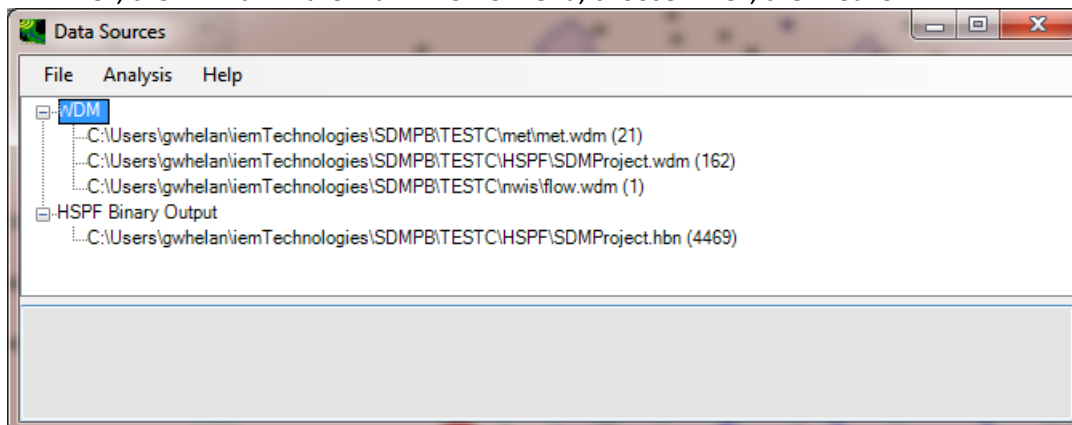 Data Sources
File Analysis Help
WDM
C:\Users\gwhelan\iemTechnologies\SDMPB\TESTC\met\met.wdm (21)
C:\Users\gwhelan\iemTechnologies\SDMPB\TESTC\HSPF\SDMProject.wdm (162)
C:\Users\gwhelan\iemTechnologies\SDMPB\TESTC\nwis\flow.wdm (1)
HSPF Binary Output
C:\Users\gwhelan\iemTechnologies\SDMPB\TESTC\HSPF\SDMProject.hbn (4469)